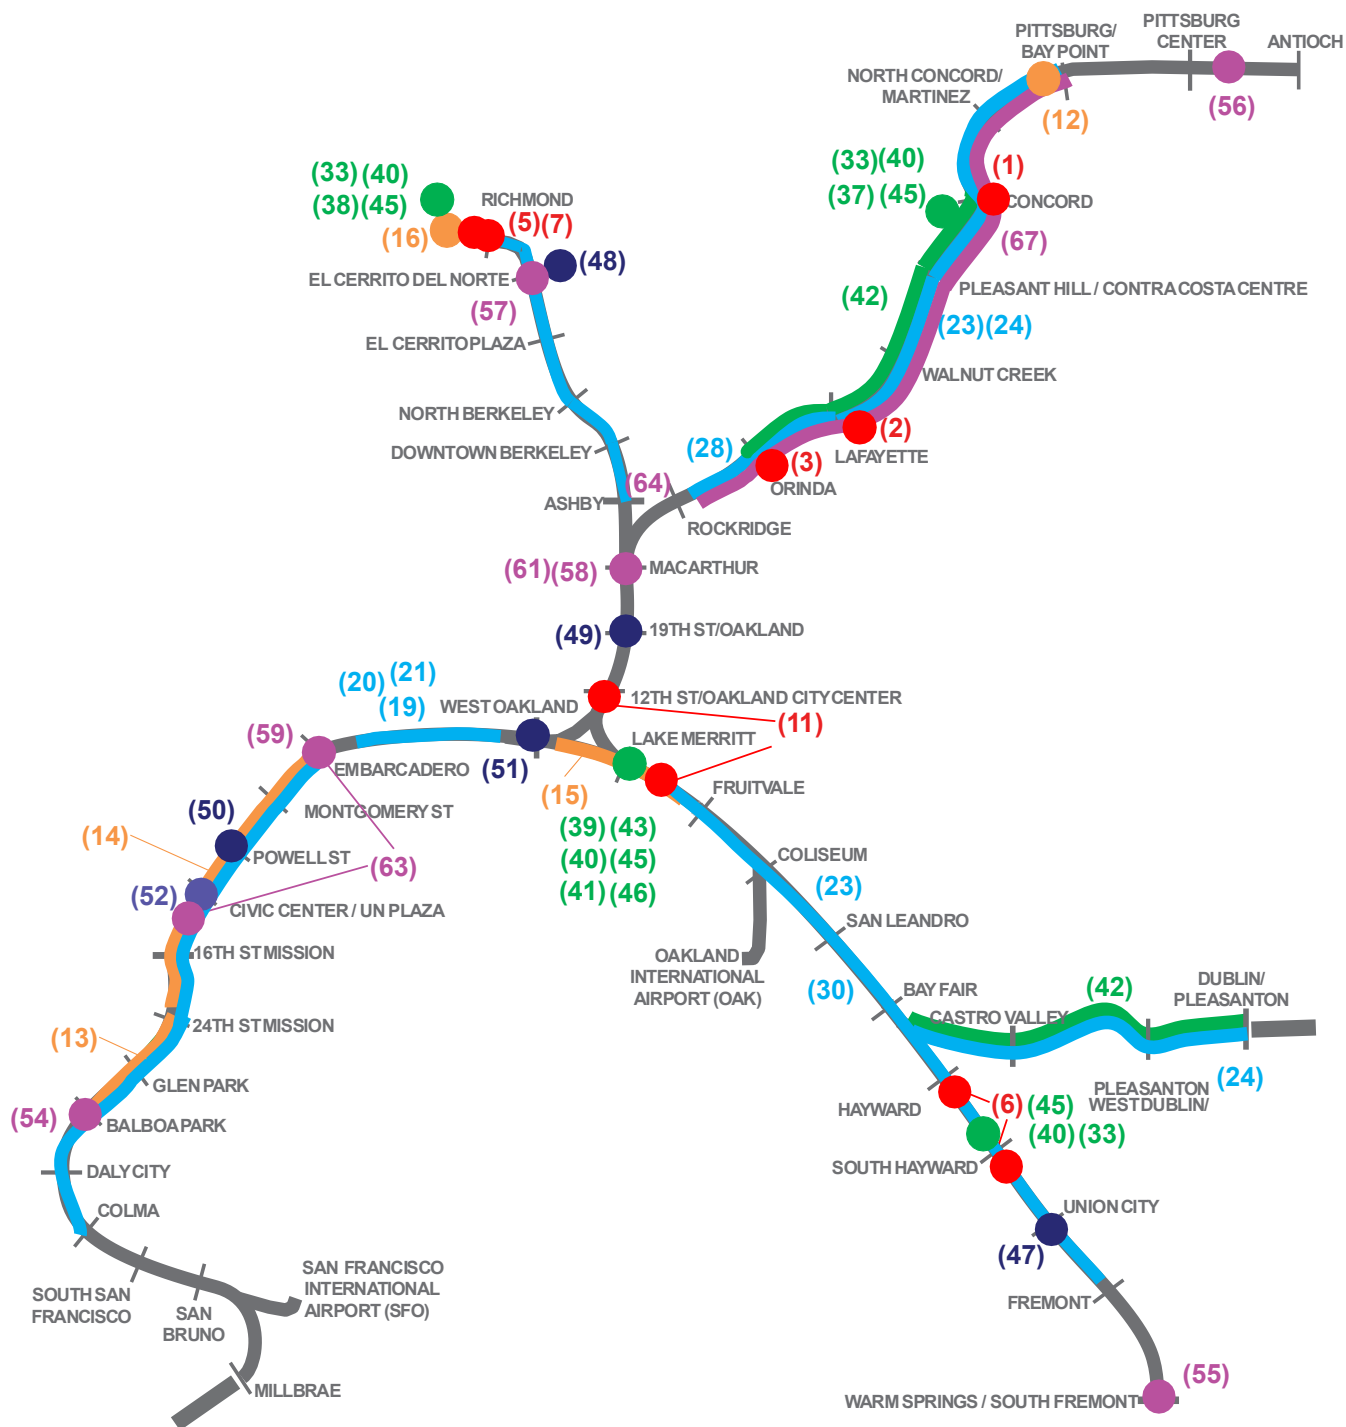 PITTSBURG
CENTER
PITTSBURG/
BAY POINT
ANTIOCH
NORTH CONCORD/
MARTINEZ
(56)
(12)
(33) (40)
(38) (45)
(16)
RICHMOND
(5) (7)
(33) (40)
(37) (45)
(1)
CONCORD
(67)
(48)
EL CERRITO DEL NORTE
(57)
(42)
PLEASANT HILL / CONTRA COSTA CENTRE
(23) (24)
EL CERRITO PLAZA
WALNUT CREEK
NORTH BERKELEY
DOWNTOWN BERKELEY
(28)
(2)
LAFAYETTE
(3)
ORINDA
(64)
ASHBY
ROCKRIDGE
(61) (58)
MACARTHUR
(49)
19TH ST/OAKLAND
(20) (21)
(19)
WEST OAKLAND
12TH ST/OAKLAND CITY CENTER
(11)
(59)
LAKE MERRITT
EMBARCADERO
(51)
(15)
FRUITVALE
MONTGOMERY ST
(50)
(39) (43)
(40) (45)
(41) (46)
(14)
POWELL ST
(63)
COLISEUM
(23)
(52)
CIVIC CENTER / UN PLAZA
SAN LEANDRO
16TH ST MISSION
OAKLAND
INTERNATIONAL
AIRPORT (OAK)
(30)
BAY FAIR
(42)
DUBLIN/
PLEASANTON
CASTRO VALLEY
24TH ST MISSION
(13)
GLEN PARK
(24)
PLEASANTON
WEST DUBLIN/
HAYWARD
(6) (45)
(40) (33)
(54)
BALBOA PARK
SOUTH HAYWARD
DALY CITY
COLMA
UNION CITY
(47)
SAN FRANCISCO
INTERNATIONAL
AIRPORT (SFO)
SOUTH SAN
FRANCISCO
SAN
BRUNO
FREMONT
MILLBRAE
(55)
WARM SPRINGS / SOUTH FREMONT